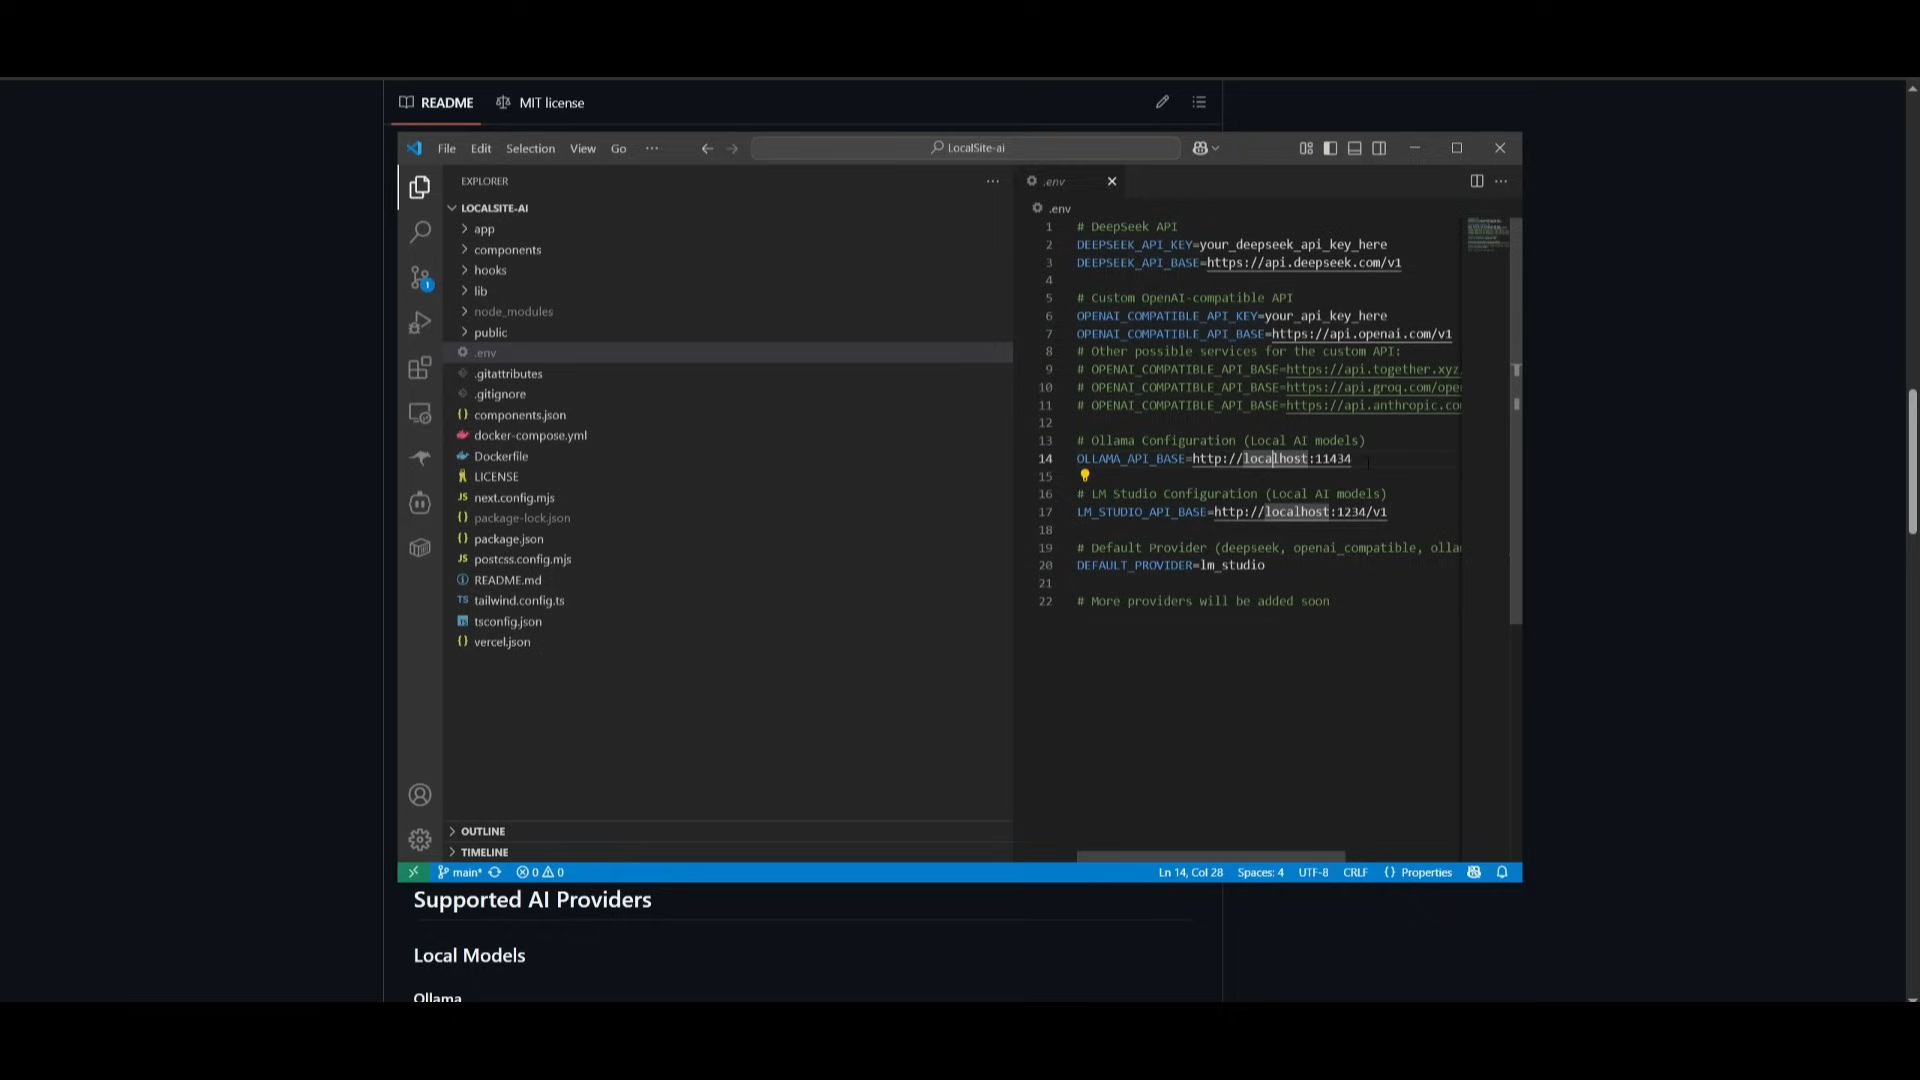 README
MIT license
File Edit Selection View Go ···
LocalSite-ai
EXPLORER
LOCALSITE-AI
app
components
hooks
lib
node_modules
public
.env
.gitattributes
.gitignore
components.json
docker-compose.yml
Dockerfile
LICENSE
next.config.mjs
package-lock.json
package.json
postcss.config.mjs
README.md
tailwind.config.ts
tsconfig.json
vercel.json
OUTLINE
TIMELINE
.env
.env
1 # DeepSeek API
2 DEEPSEEK_API_KEY=your_deepseek_api_key_here
3 DEEPSEEK_API_BASE=https://api.deepseek.com/v1
4
5 # Custom OpenAI-compatible API
6 OPENAI_COMPATIBLE_API_KEY=your_api_key_here
7 OPENAI_COMPATIBLE_API_BASE=https://api.openai.com/v1
8 # Other possible services for the custom API:
9 # OPENAI_COMPATIBLE_API_BASE=https://api.together.xyz
10 # OPENAI_COMPATIBLE_API_BASE=https://api.groq.com/ope
11 # OPENAI_COMPATIBLE_API_BASE=https://api.anthropic.co
12
13 # Ollama Configuration (Local AI models)
14 OLLAMA_API_BASE=http://localhost:11434
15
16 # LM Studio Configuration (Local AI models)
17 LM_STUDIO_API_BASE=http://localhost:1234/v1
18
19 # Default Provider (deepseek, openai_compatible, olla
20 DEFAULT_PROVIDER=lm_studio
21
22 # More providers will be added soon
main* 0 0 Ln 14, Col 28 Spaces: 4 UTF-8 CRLF {} Properties
Supported AI Providers
Local Models
Ollama